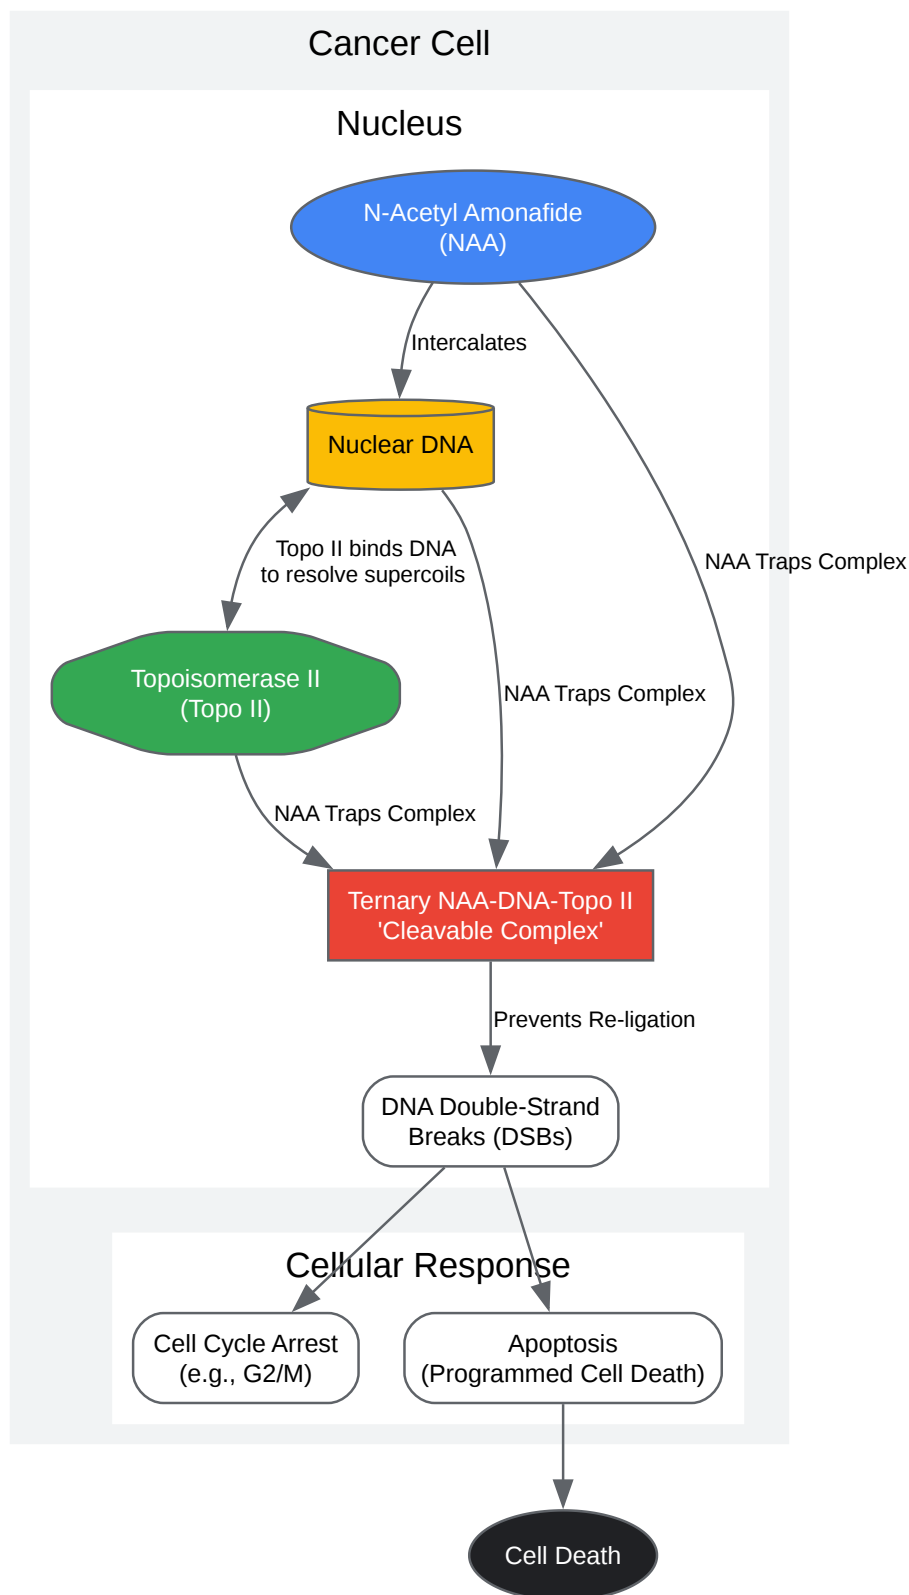 Cancer Cell
Nucleus
N-Acetyl Amonafide
(NAA)
Intercalates
Nuclear DNA
Topo II binds DNA
to resolve supercoils
NAA Traps Complex
Topoisomerase II
(Topo II)
NAA Traps Complex
NAA Traps Complex
Ternary NAA-DNA-Topo II
'Cleavable Complex'
Prevents Re-ligation
DNA Double-Strand
Breaks (DSBs)
Cellular Response
Cell Cycle Arrest
(e.g., G2/M)
Apoptosis
(Programmed Cell Death)
Cell Death